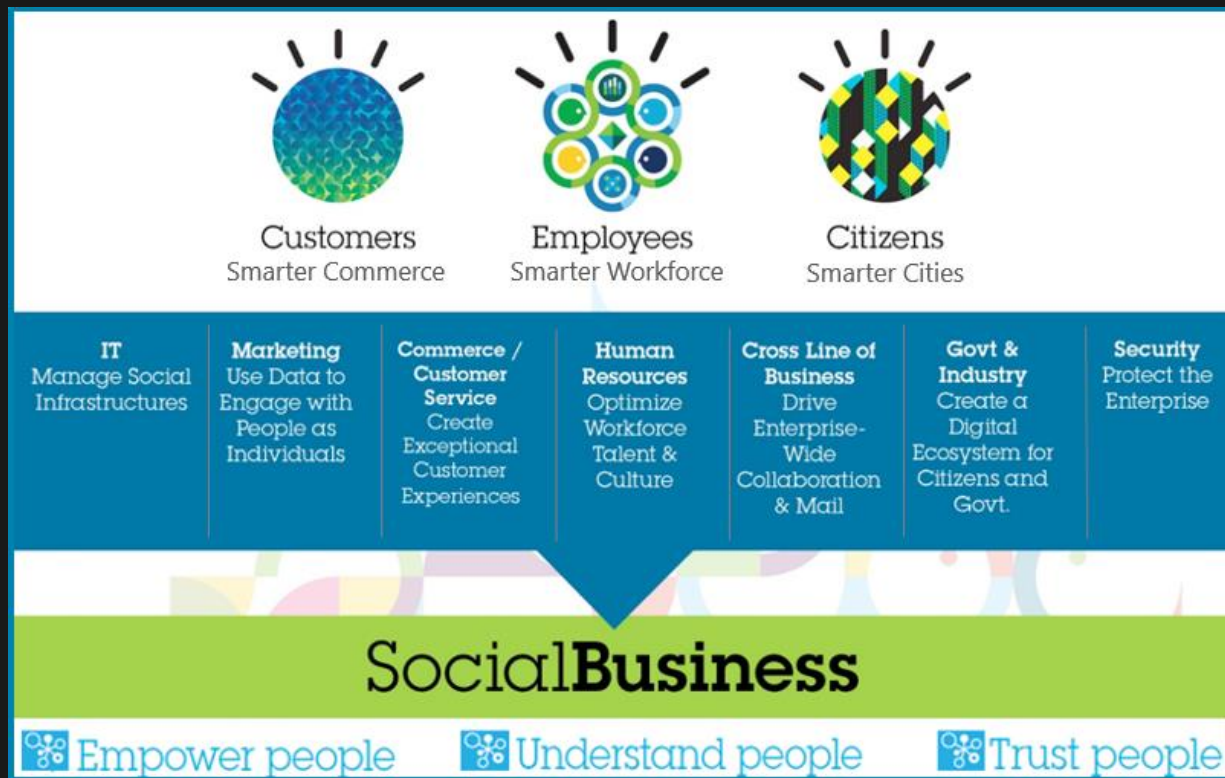 Customers
Smarter Commerce
Employees
Smarter Workforce
Citizens
Smarter Cities
IT
Manage Social
Infrastructures
Marketing
Use Data to
Engage with
People as
Individuals
Commerce /
Customer
Service
Create
Exceptional
Customer
Experiences
Human
Resources
Optimize
Workforce
Talent &
Culture
Cross Line of
Business
Drive
Enterprise-
Wide
Collaboration
& Mail
Govt &
Industry
Create a
Digital
Ecosystem for
Citizens and
Govt.
Security
Protect the
Enterprise
SocialBusiness
Empower people
Understand people
Trust people